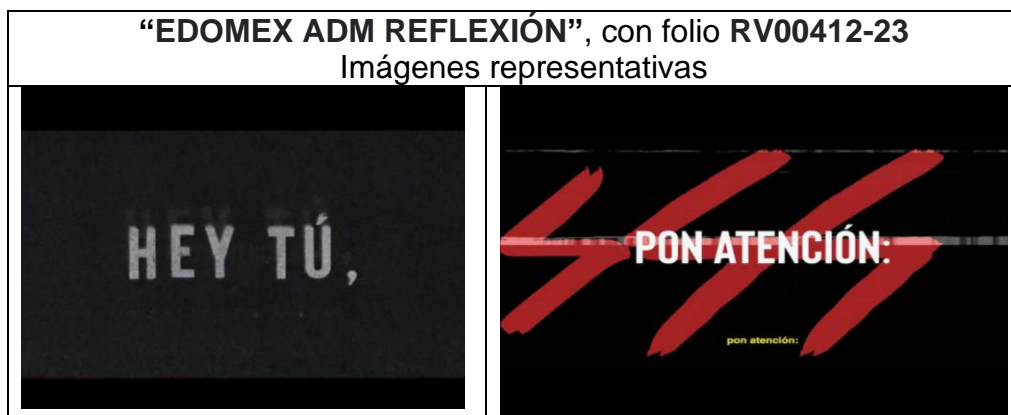 “EDOMEX ADM REFLEXIÓN”, con folio RV00412-23
Imágenes representativas
HEY TÚ,
PON ATENCIÓN:
pon atención: